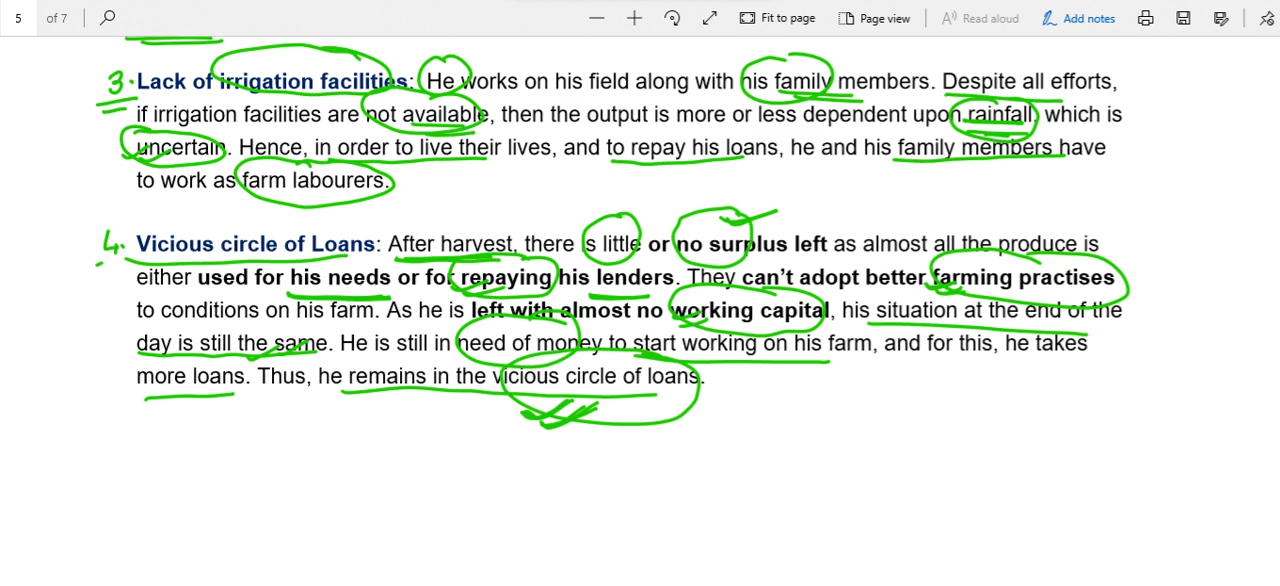 5 of 7 Fit to page Page view Read aloud Add notes
3. Lack of irrigation facilities: He works on his field along with his family members. Despite all efforts,
if irrigation facilities are not available, then the output is more or less dependent upon rainfall, which is
uncertain. Hence, in order to live their lives, and to repay his loans, he and his family members have
to work as farm labourers.
4. Vicious circle of Loans: After harvest, there is little or no surplus left as almost all the produce is
either used for his needs or for repaying his lenders. They can't adopt better farming practises
to conditions on his farm. As he is left with almost no working capital, his situation at the end of the
day is still the same. He is still in need of money to start working on his farm, and for this, he takes
more loans. Thus, he remains in the vicious circle of loans.